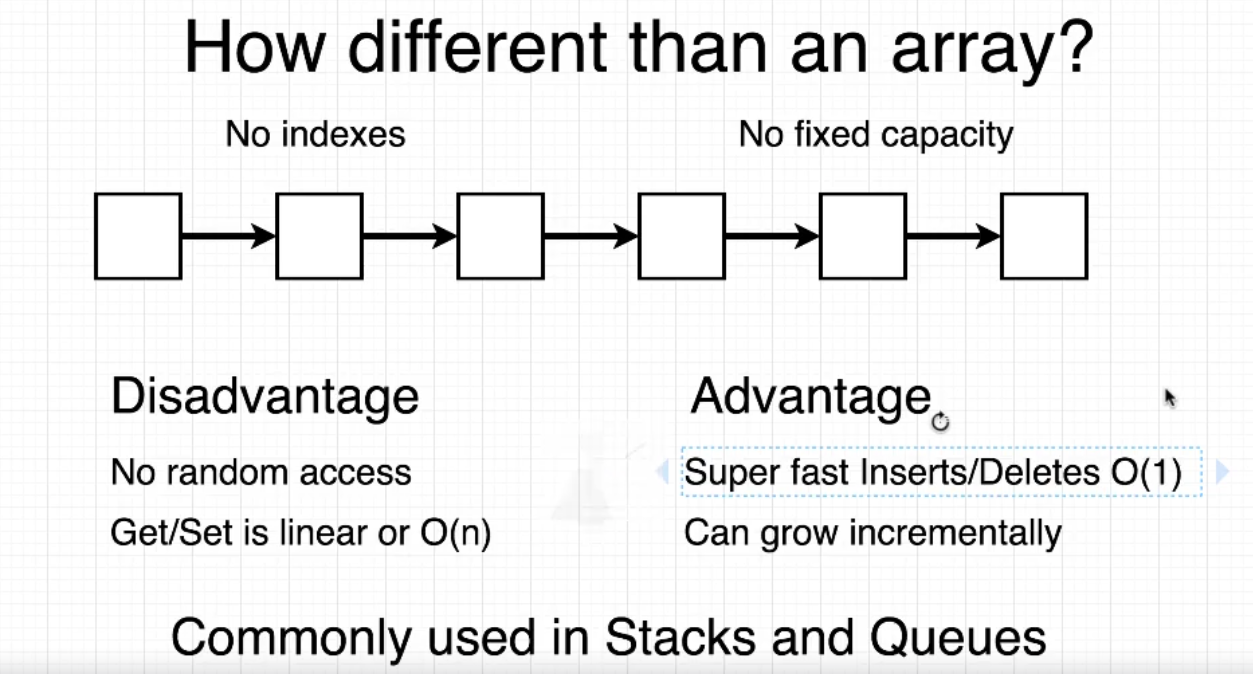 How different than an array?
No indexes
No fixed capacity
Disadvantage
No random access
Get/Set is linear or O(n)
Advantage
Super fast Inserts/Deletes O(1)
Can grow incrementally
Commonly used in Stacks and Queues